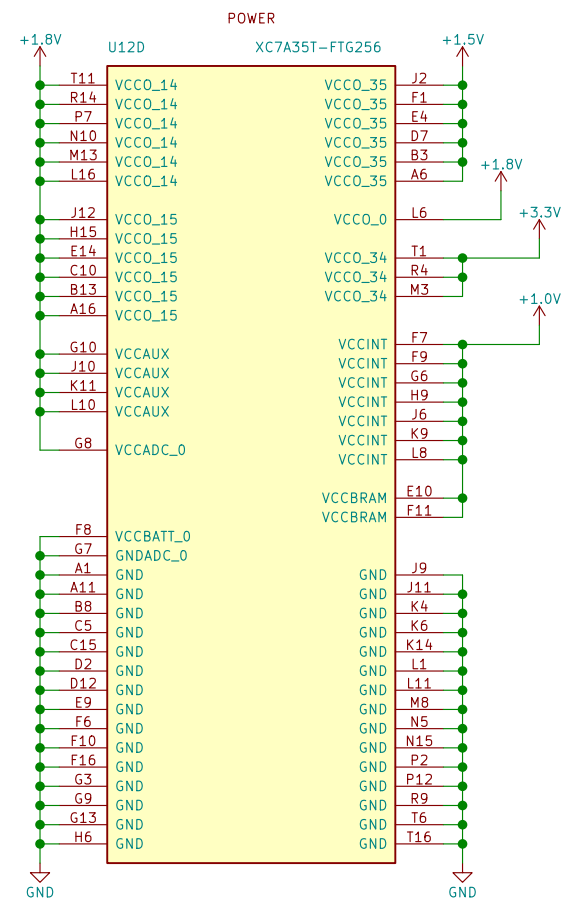 POWER
+1.8V
U12D
XC7A35T-FTG256
+1.5V
T11 VCCO_14
R14 VCCO_14
P7 VCCO_14
N10 VCCO_14
M13 VCCO_14
L16 VCCO_14
J12 VCCO_15
H15 VCCO_15
E14 VCCO_15
C10 VCCO_15
B13 VCCO_15
A16 VCCO_15
G10 VCCAUX
J10 VCCAUX
K11 VCCAUX
L10 VCCAUX
G8 VCCADC_0
F8 VCCBATT_0
G7 GNDADC_0
A1 GND
A11 GND
B8 GND
C5 GND
C15 GND
D2 GND
D12 GND
E9 GND
F6 GND
F10 GND
F16 GND
G3 GND
G9 GND
G13 GND
H6 GND
GND
VCCO_35 J2
VCCO_35 F1
VCCO_35 E4
VCCO_35 D7
VCCO_35 B3
VCCO_35 A6
+1.8V
VCCO_0 L6
+3.3V
VCCO_34 T1
VCCO_34 R4
VCCO_34 M3
+1.0V
VCCINT F7
VCCINT F9
VCCINT G6
VCCINT H9
VCCINT J6
VCCINT K9
VCCINT L8
VCCBRAM E10
VCCBRAM F11
GND J9
GND J11
GND K4
GND K6
GND K14
GND L1
GND L11
GND M8
GND N5
GND N15
GND P2
GND P12
GND R9
GND T6
GND T16
GND